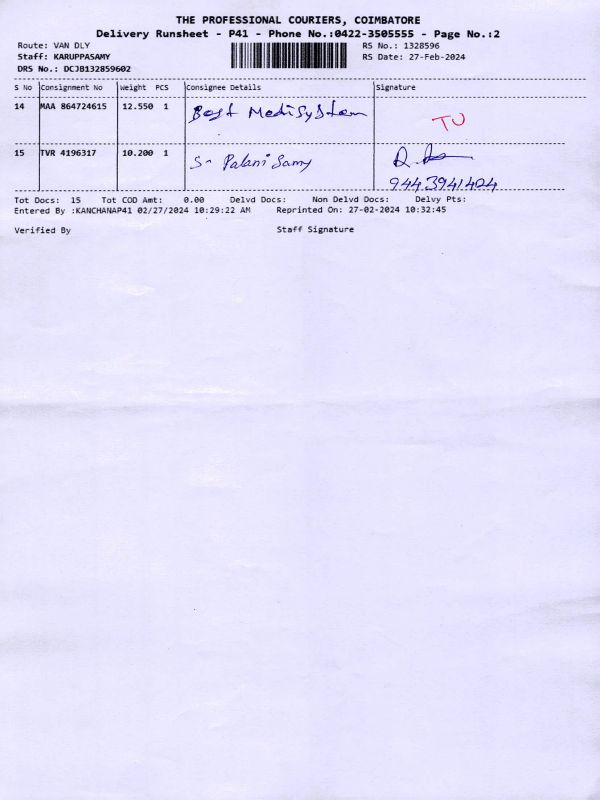 THE PROFESSIONAL COURIERS, COIMBATORE
Delivery Runsheet - P41 - Phone No.:0422-3505555 - Page No.:2
Route: VAN DLY RS No.: 1328596
Staff: KARUPPASAMY RS Date: 27-Feb-2024
DRS No.: DCJB132859602
S No Consignment No Weight PCS Consignee Details Signature
14 MAA 864724615 12.550 1 Best Medisystem TJ
15 TVR 4196317 10.200 1 S- Palani Samy
9443941404
Tot Docs: 15 Tot COD Amt: 0.00 Delvd Docs: Non Delvd Docs: Delvy Pts:
Entered By :KANCHANAP41 02/27/2024 10:29:22 AM Reprinted On: 27-02-2024 10:32:45
Verified By Staff Signature